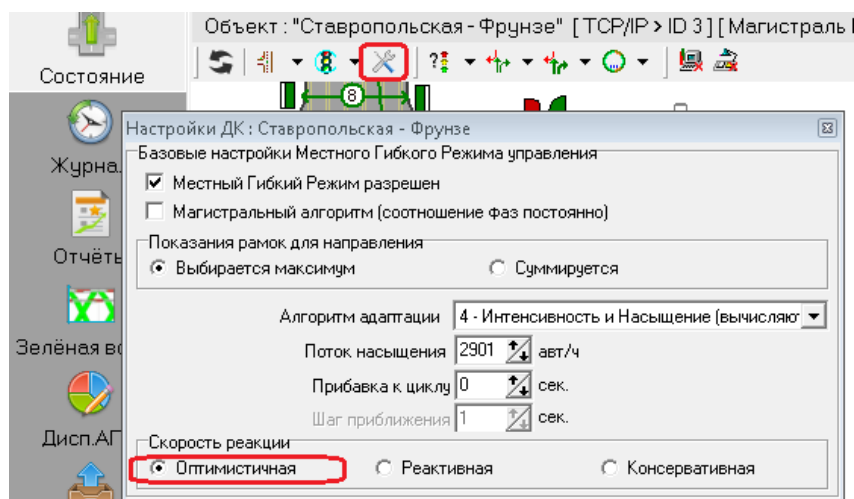 Объект : "Ставропольская - Фрунзе" [ TCP/IP > ID 3 ] [ Магистраль
Состояние
8
Настройки ДК : Ставропольская - Фрунзе
Базовые настройки Местного Гибкого Режима управления
Журна
Местный Гибкий Режим разрешен
Магистральный алгоритм (соотношение фаз постоянно)
Показания рамок для направления
Отчёты
Выбирается максимум
Суммируется
Алгоритм адаптации 4 - Интенсивность и Насыщение (вычисляют
Зелёная во
Поток насыщения 2901 авт/ч
Прибавка к циклу 0 сек.
Шаг приближения 1 сек.
Дисп.АГ
Скорость реакции
Оптимистичная
Реактивная
Консервативная